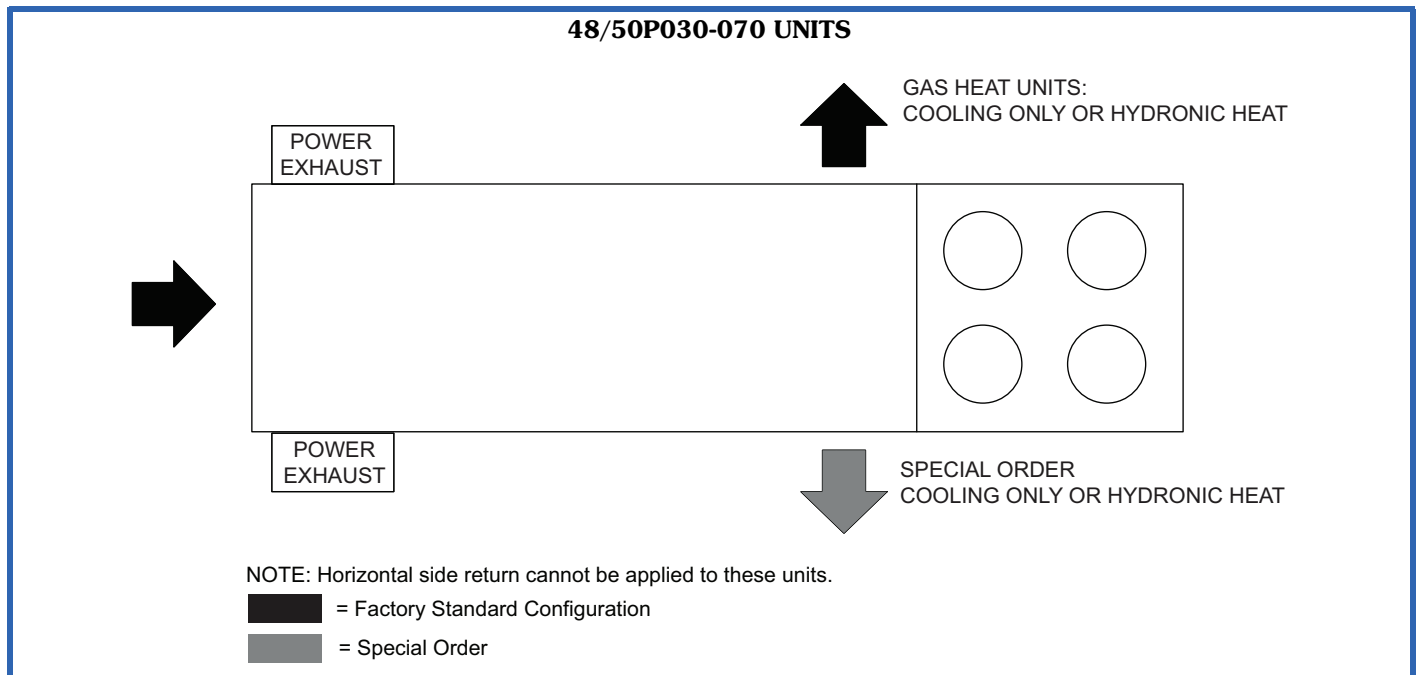 48/50P030-070 UNITS
GAS HEAT UNITS:
COOLING ONLY OR HYDRONIC HEAT
POWER
EXHAUST
POWER
EXHAUST
SPECIAL ORDER
COOLING ONLY OR HYDRONIC HEAT
NOTE: Horizontal side return cannot be applied to these units.
= Factory Standard Configuration
= Special Order